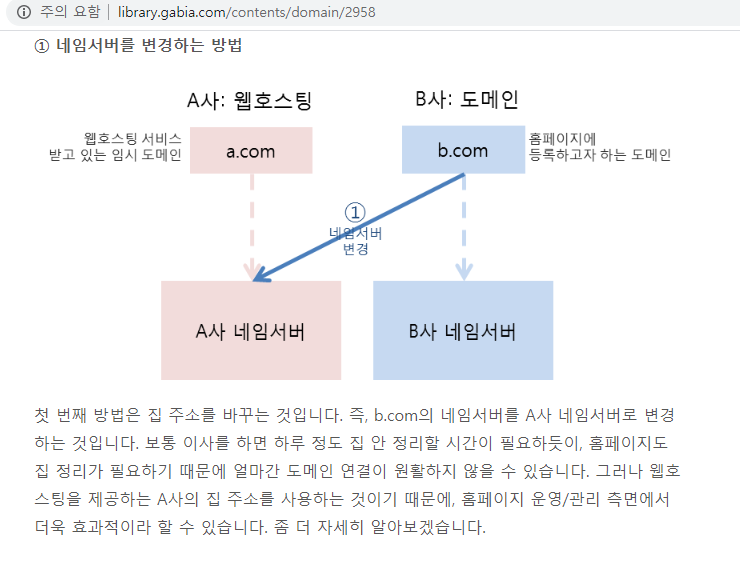 주의 요함 | library.gabia.com/contents/domain/2958
① 네임서버를 변경하는 방법
A사: 웹호스팅
B사: 도메인
웹호스팅 서비스
받고 있는 임시 도메인
a.com
b.com
홈페이지에
등록하고자 하는 도메인
①
네임서버
변경
A사 네임서버
B사 네임서버
첫 번째 방법은 집 주소를 바꾸는 것입니다. 즉, b.com의 네임서버를 A사 네임서버로 변경
하는 것입니다. 보통 이사를 하면 하루 정도 집 안 정리할 시간이 필요하듯이, 홈페이지도
집 정리가 필요하기 때문에 얼마간 도메인 연결이 원활하지 않을 수 있습니다. 그러나 웹호
스팅을 제공하는 A사의 집 주소를 사용하는 것이기 때문에, 홈페이지 운영/관리 측면에서
더욱 효과적이라 할 수 있습니다. 좀 더 자세히 알아보겠습니다.